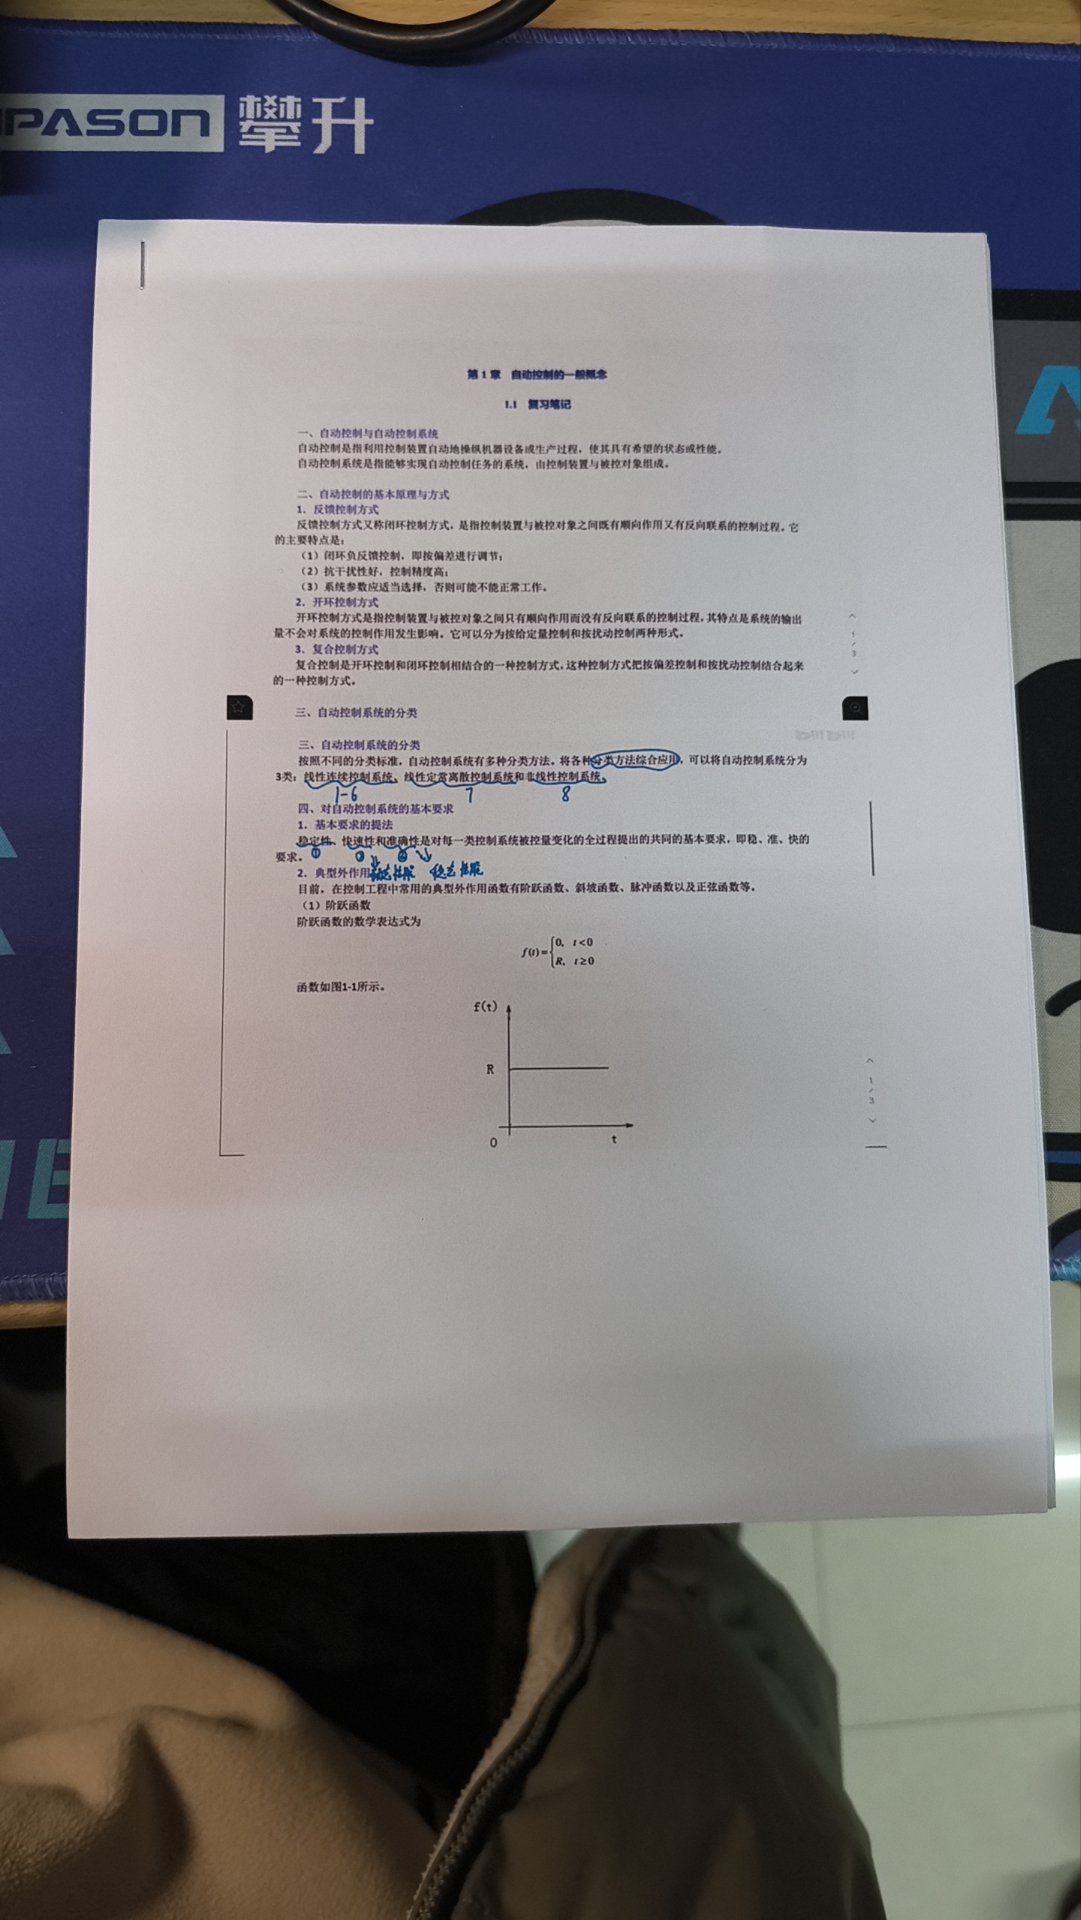 PASON 攀升
第 1 章 自动控制的一般概念
1.1 复习笔记
一、自动控制与自动控制系统
自动控制是指利用控制装置自动地操纵机器设备或生产过程，使其具有希望的状态或性能。
自动控制系统是指能够实现自动控制任务的系统，由控制装置与被控对象组成。
二、自动控制的基本原理与方式
1．反馈控制方式
反馈控制方式又称闭环控制方式，是指控制装置与被控对象之间既有顺向作用又有反向联系的控制过程。它
的主要特点是：
（1）闭环负反馈控制，即按偏差进行调节；
（2）抗干扰性好，控制精度高；
（3）系统参数应适当选择，否则可能不能正常工作。
2．开环控制方式
开环控制方式是指控制装置与被控对象之间只有顺向作用而没有反向联系的控制过程，其特点是系统的输出
量不会对系统的控制作用发生影响。它可以分为按给定量控制和按扰动控制两种形式。
3．复合控制方式
复合控制是开环控制和闭环控制相结合的一种控制方式，这种控制方式把按偏差控制和按扰动控制结合起来
的一种控制方式。
1/3
三、自动控制系统的分类
三、自动控制系统的分类
按照不同的分类标准，自动控制系统有多种分类方法。将各种分类方法综合应用，可以将自动控制系统分为
3类：线性连续控制系统、线性定常离散控制系统和非线性控制系统。
1-6 7 8
四、对自动控制系统的基本要求
1．基本要求的提法
稳定性、快速性和准确性是对每一类控制系统被控量变化的全过程提出的共同的基本要求，即稳、准、快的
要求。 ① ③ ②
2．典型外作用 动态性能 稳态性能
目前，在控制工程中常用的典型外作用函数有阶跃函数、斜坡函数、脉冲函数以及正弦函数等。
（1）阶跃函数
阶跃函数的数学表达式为
f(t)={0, t<0
R, t≥0
函数如图1-1所示。
f(t)
R
O t
1/3